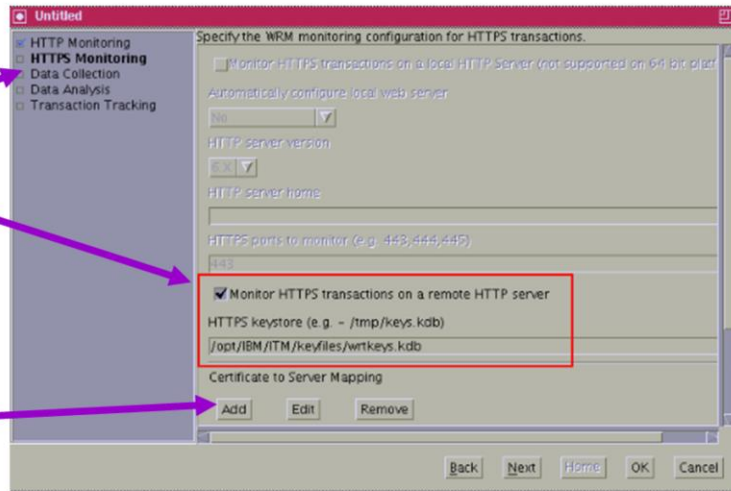 Untitled
HTTP Monitoring
HTTPS Monitoring
Data Collection
Data Analysis
Transaction Tracking
Specify the WRM monitoring configuration for HTTPS transactions.
Monitor HTTPS transactions on a local HTTP Server (not supported on 64 bit platf
Automatically configure local web server
No
HTTP server version
6.X
HTTP server home
HTTPS ports to monitor (e.g. 443,444,445)
443
Monitor HTTPS transactions on a remote HTTP server
HTTPS keystore (e.g. - /tmp/keys.kdb)
/opt/IBM/ITM/keyfiles/wrtkeys.kdb
Certificate to Server Mapping
Add Edit Remove
Back Next Home OK Cancel